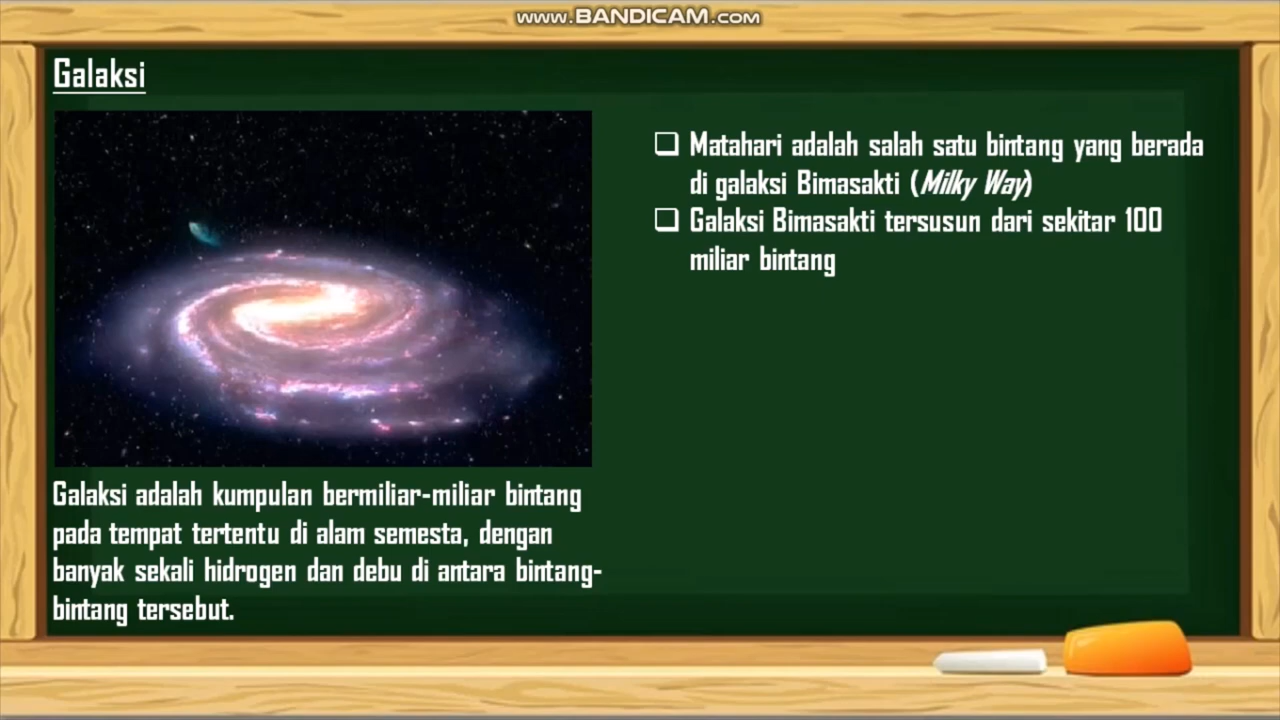 www.BANDICAM.com
Galaksi
Galaksi adalah kumpulan bermiliar-miliar bintang
pada tempat tertentu di alam semesta, dengan
banyak sekali hidrogen dan debu di antara bintang-
bintang tersebut.
❑ Matahari adalah salah satu bintang yang berada
di galaksi Bimasakti (Milky Way)
❑ Galaksi Bimasakti tersusun dari sekitar 100
miliar bintang